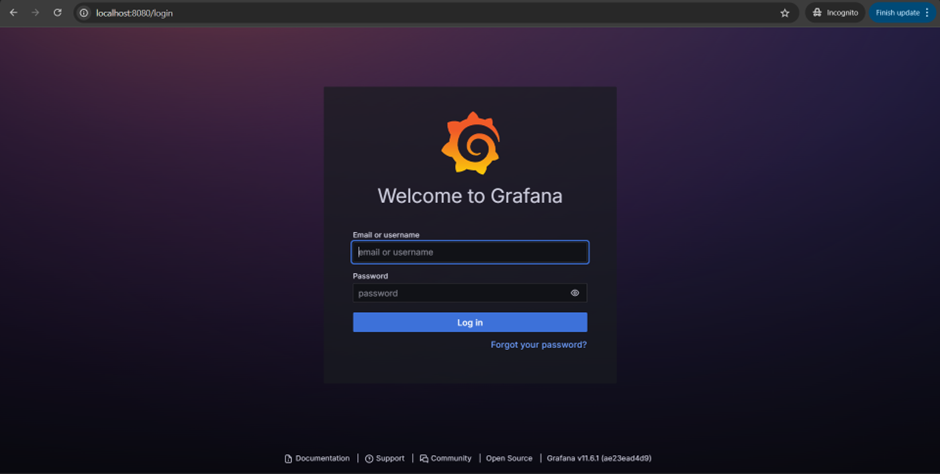 localhost:8080/login
Incognito
Finish update
Welcome to Grafana
Email or username
email or username
Password
password
Log in
Forgot your password?
Documentation | Support | Community | Open Source | Grafana v11.6.1 (ae23ead4d9)